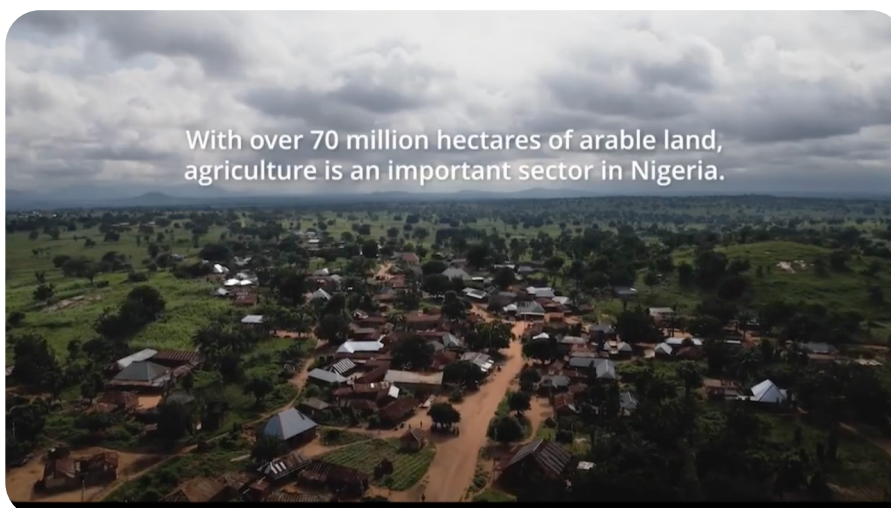 With over 70 million hectares of arable land,
agriculture is an important sector in Nigeria.